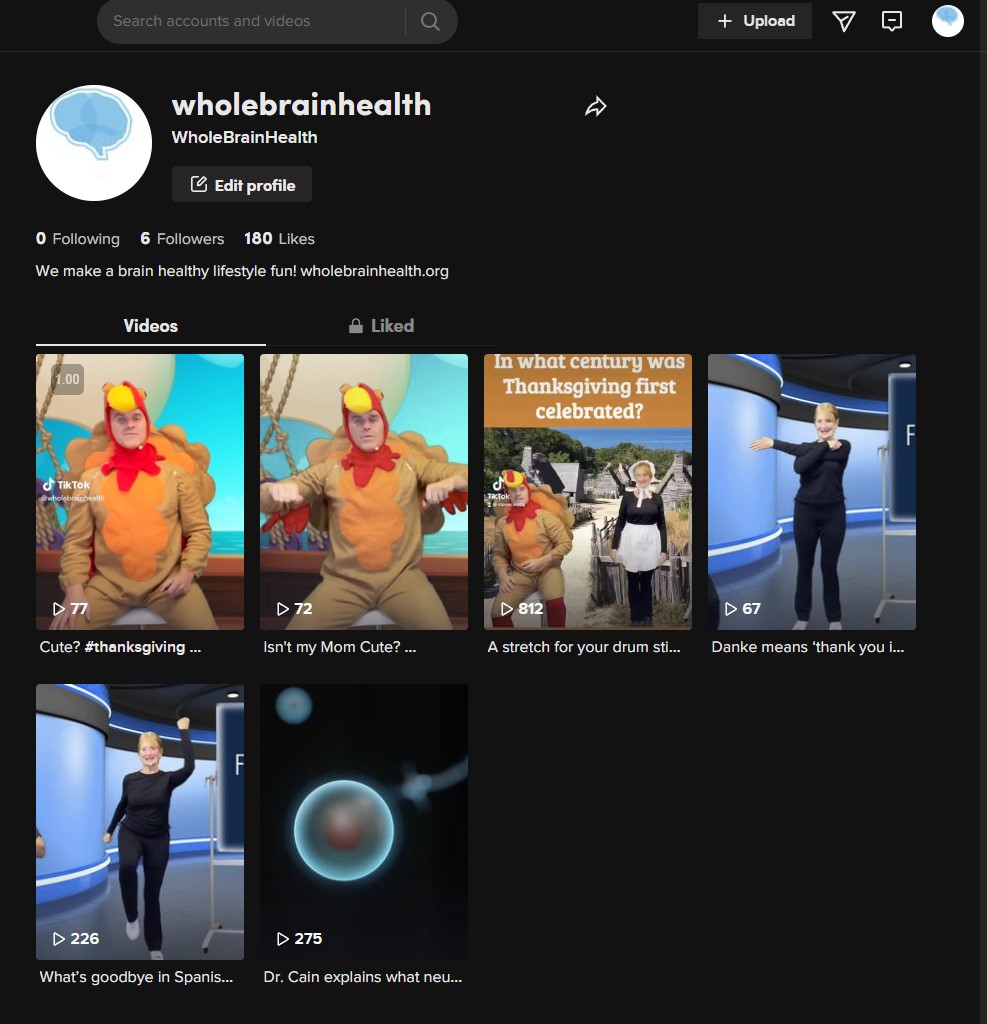 Search accounts and videos
Upload
wholebrainhealth
WholeBrainHealth
Edit profile
0 Following 6 Followers 180 Likes
We make a brain healthy lifestyle fun! wholebrainhealth.org
Videos Liked
1.00
TikTok
@wholebrainhealth
77
Cute? #thanksgiving ...
72
Isn't my Mom Cute? ...
In what century was
Thanksgiving first
celebrated?
TikTok
812
A stretch for your drum sti...
F
67
Danke means ‘thank you i...
F
226
What's goodbye in Spanis...
275
Dr. Cain explains what neu...